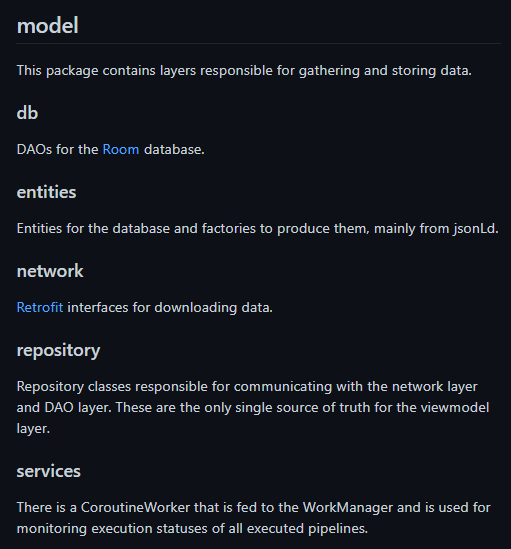 model
This package contains layers responsible for gathering and storing data.
db
DAOs for the Room database.
entities
Entities for the database and factories to produce them, mainly from jsonLd.
network
Retrofit interfaces for downloading data.
repository
Repository classes responsible for communicating with the network layer
and DAO layer. These are the only single source of truth for the viewmodel
layer.
services
There is a CoroutineWorker that is fed to the WorkManager and is used for
monitoring execution statuses of all executed pipelines.